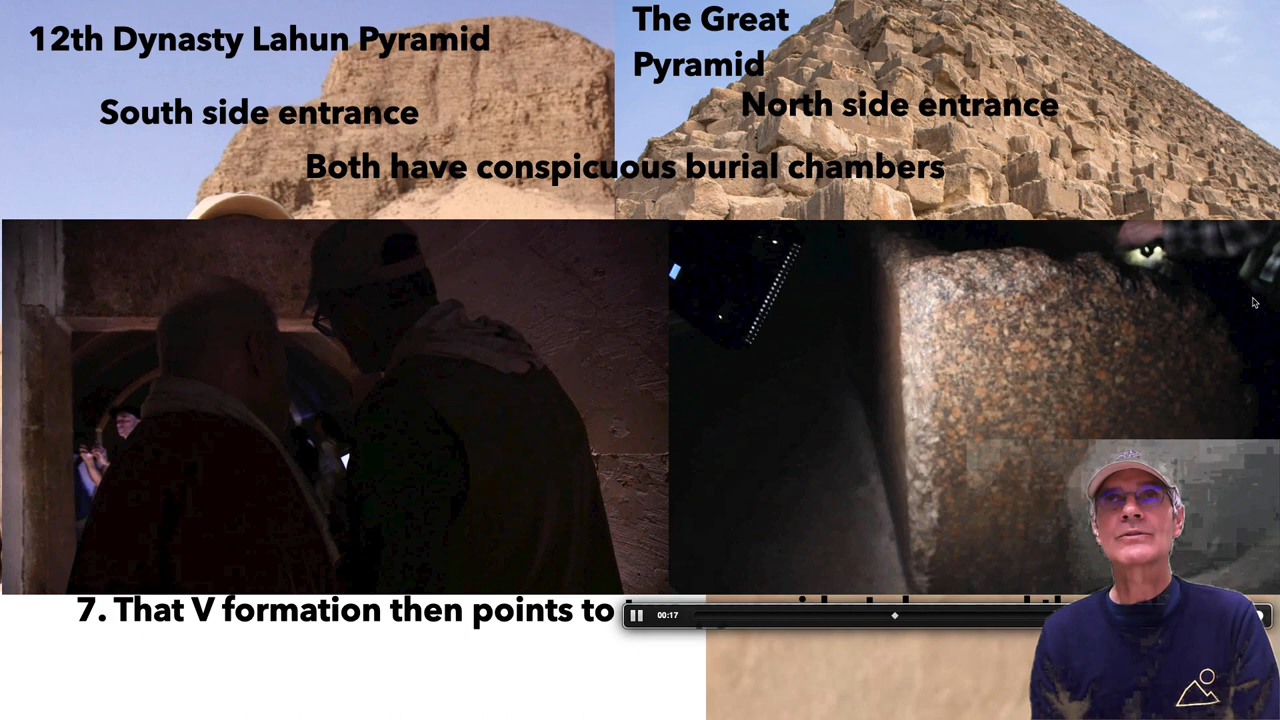 12th Dynasty Lahun Pyramid
The Great
Pyramid
South side entrance
North side entrance
Both have conspicuous burial chambers
7. That V formation then points to
00:17